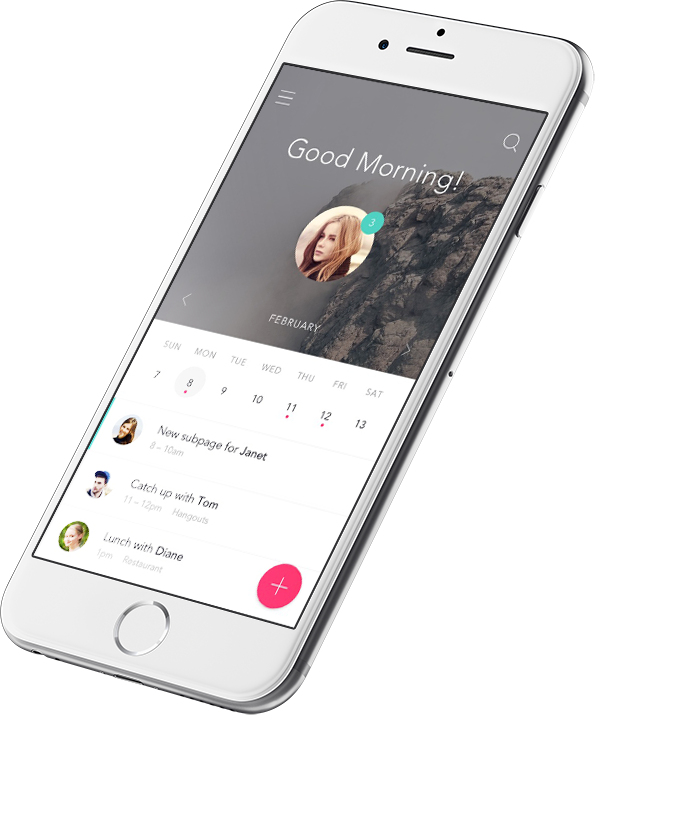 Good Morning!
3
FEBRUARY
SUN MON TUE WED THU FRI SAT
7 8 9 10 11 12 13
New subpage for Janet
8 – 10am
Catch up with Tom
11 – 12pm Hangouts
Lunch with Diane
1pm Restaurant